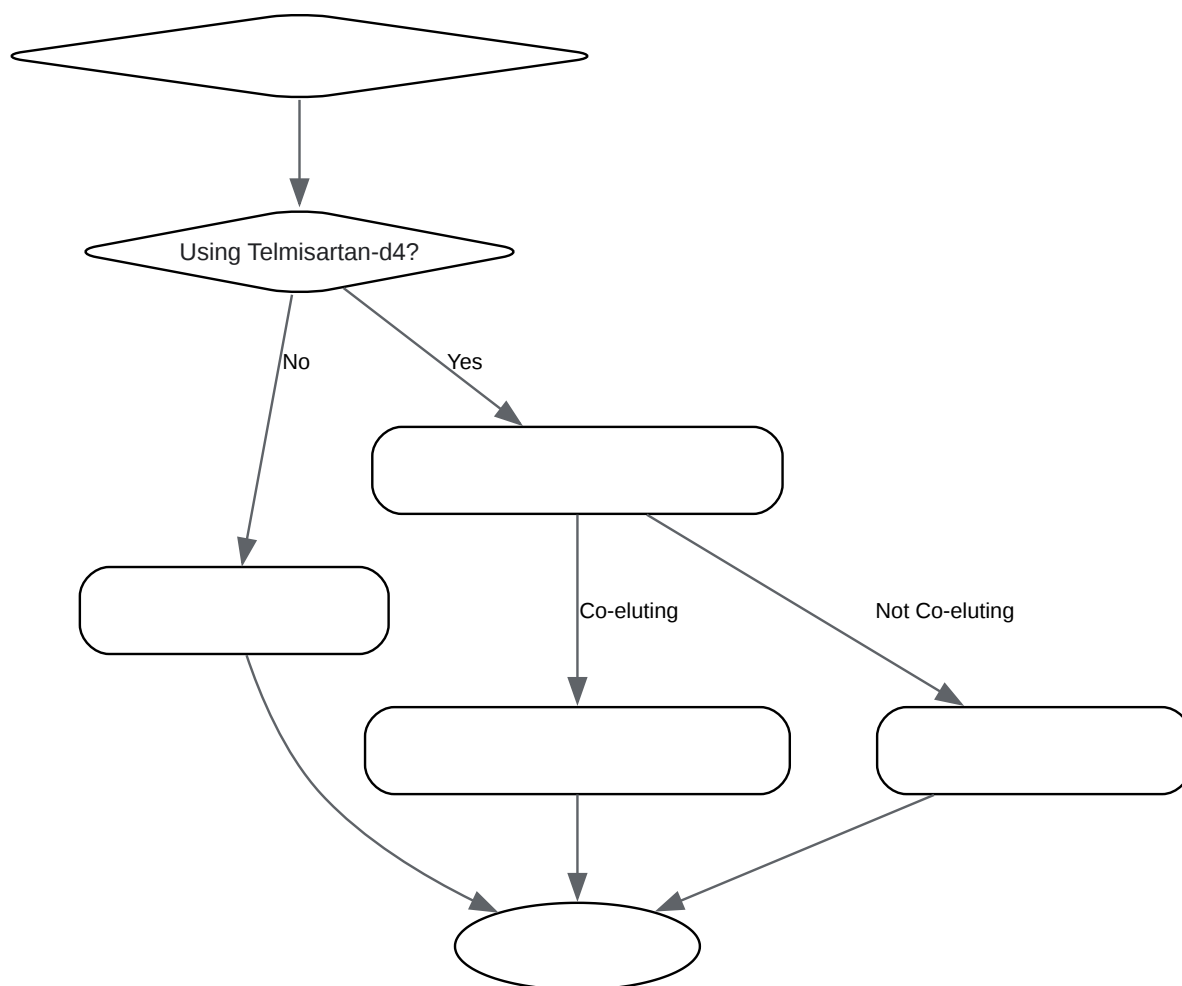 Using Telmisartan-d4?
No
Yes
Co-eluting
Not Co-eluting